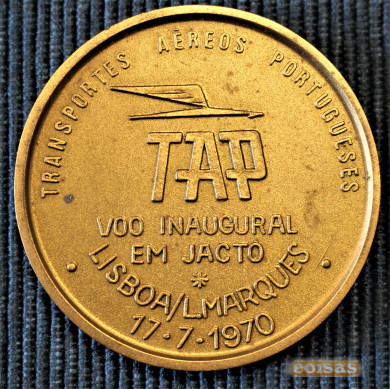 TRANSPORTES AÉREOS PORTUGUESES
TAP
VOO INAUGURAL
EM JACTO
*
LISBOA/L.MARQUES
17·7·1970
coisas